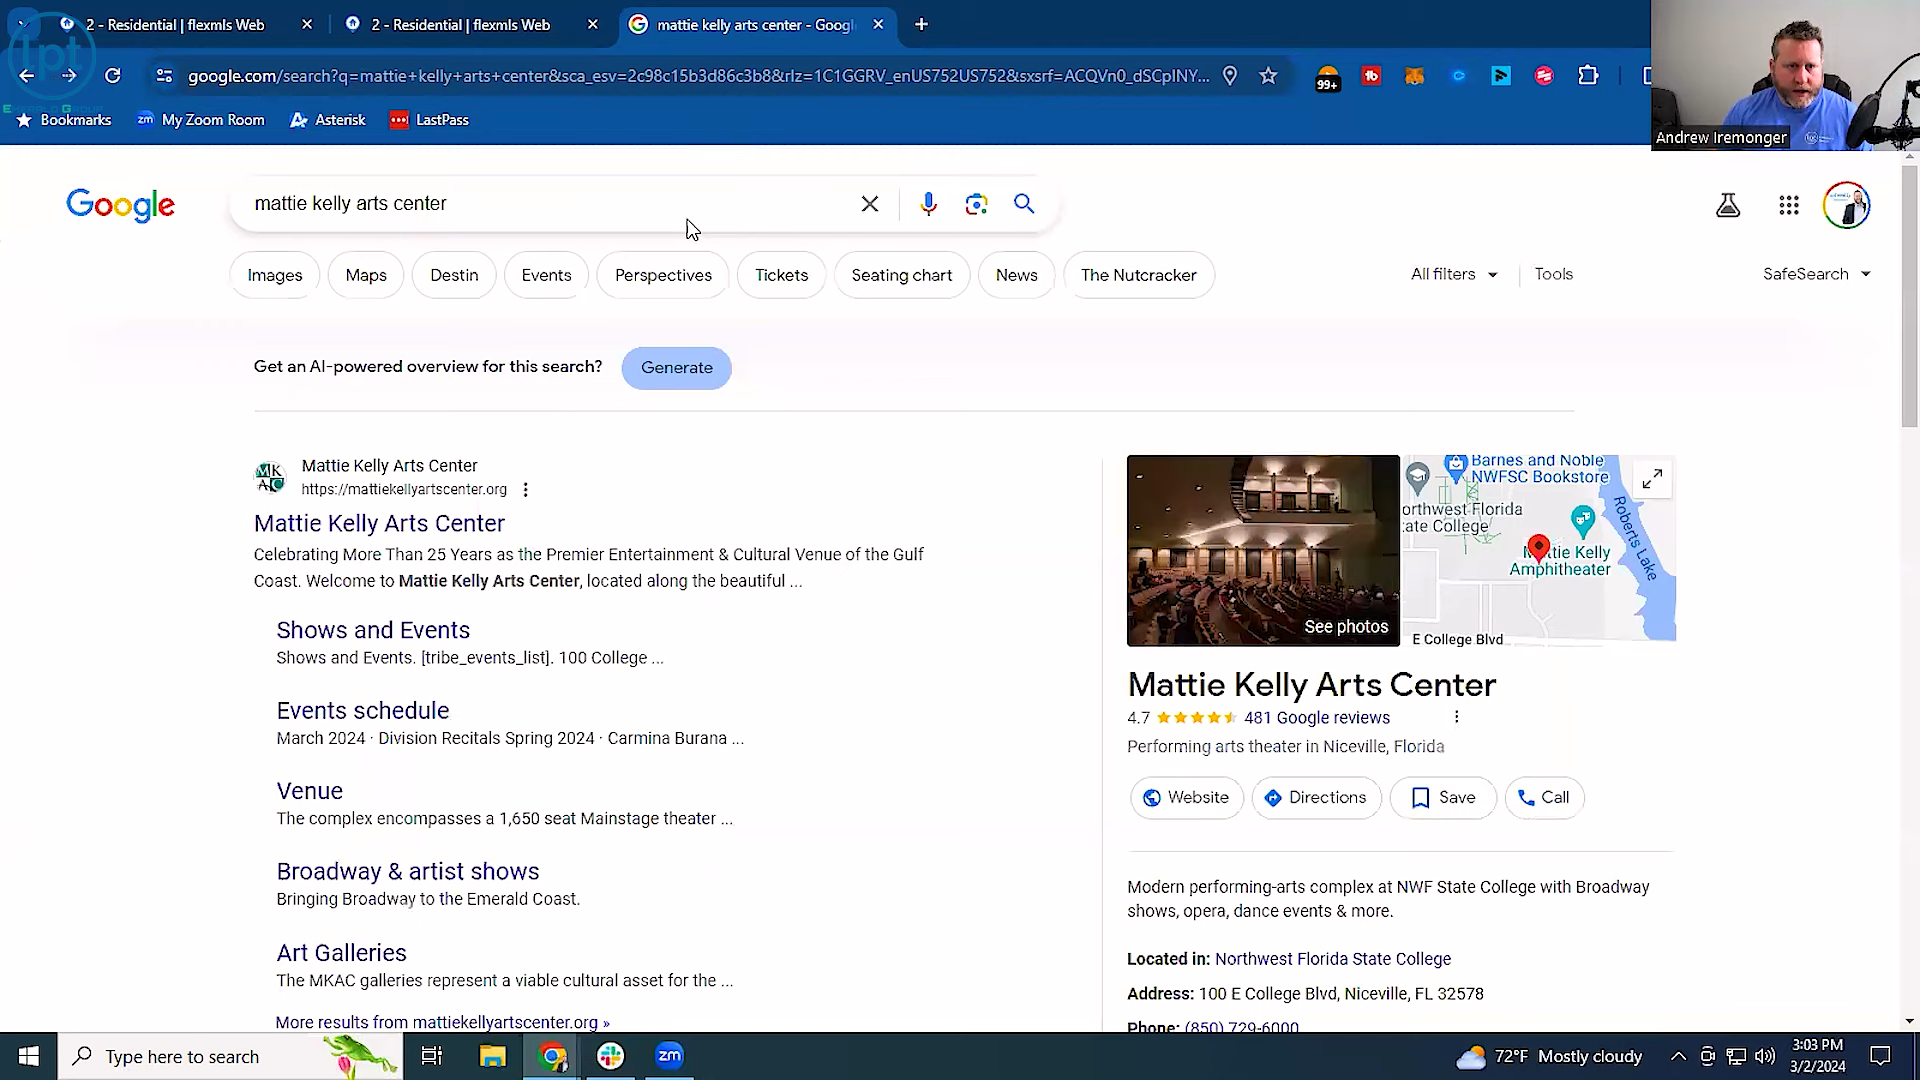 2 - Residential | flexmls Web
2 - Residential | flexmls Web
mattie kelly arts center - Googl
lpt
EMERALD GROUP
google.com/search?q=mattie+kelly+arts+center&sca_esv=2c98c15b3d86c3b8&rlz=1C1GGRV_enUS752US752&sxsrf=ACQVn0_dSCpINY...
99+
Bookmarks
zm My Zoom Room
Asterisk
LastPass
Andrew Iremonger
Google
mattie kelly arts center
Images
Maps
Destin
Events
Perspectives
Tickets
Seating chart
News
The Nutcracker
All filters
Tools
SafeSearch
Get an AI-powered overview for this search?
Generate
MKAC
Mattie Kelly Arts Center
https://mattiekellyartscenter.org
Mattie Kelly Arts Center
Celebrating More Than 25 Years as the Premier Entertainment & Cultural Venue of the Gulf
Coast. Welcome to Mattie Kelly Arts Center, located along the beautiful ...
Shows and Events
Shows and Events. [tribe_events_list]. 100 College ...
Events schedule
March 2024 · Division Recitals Spring 2024 · Carmina Burana ...
Venue
The complex encompasses a 1,650 seat Mainstage theater ...
Broadway & artist shows
Bringing Broadway to the Emerald Coast.
Art Galleries
The MKAC galleries represent a viable cultural asset for the ...
More results from mattiekellyartscenter.org »
See photos
Barnes and Noble
NWFSC Bookstore
orthwest Florida
ate College
Roberts Lake
Mattie Kelly
Amphitheater
E College Blvd
Mattie Kelly Arts Center
4.7
481 Google reviews
Performing arts theater in Niceville, Florida
Website
Directions
Save
Call
Modern performing-arts complex at NWF State College with Broadway
shows, opera, dance events & more.
Located in: Northwest Florida State College
Address: 100 E College Blvd, Niceville, FL 32578
Phone: (850) 729-6000
Type here to search
zm
72°F Mostly cloudy
3:03 PM
3/2/2024